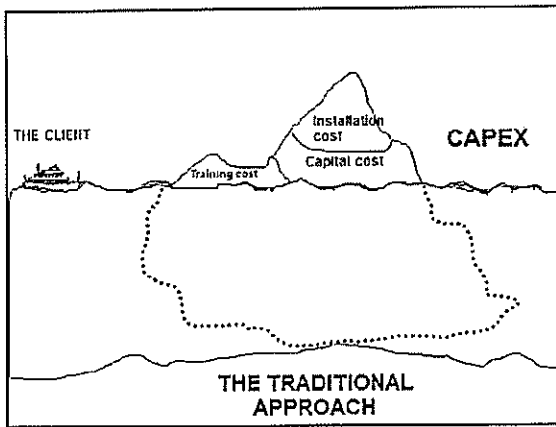 THE CLIENT
Installation
cost
CAPEX
Capital cost
Training cost
THE TRADITIONAL
APPROACH